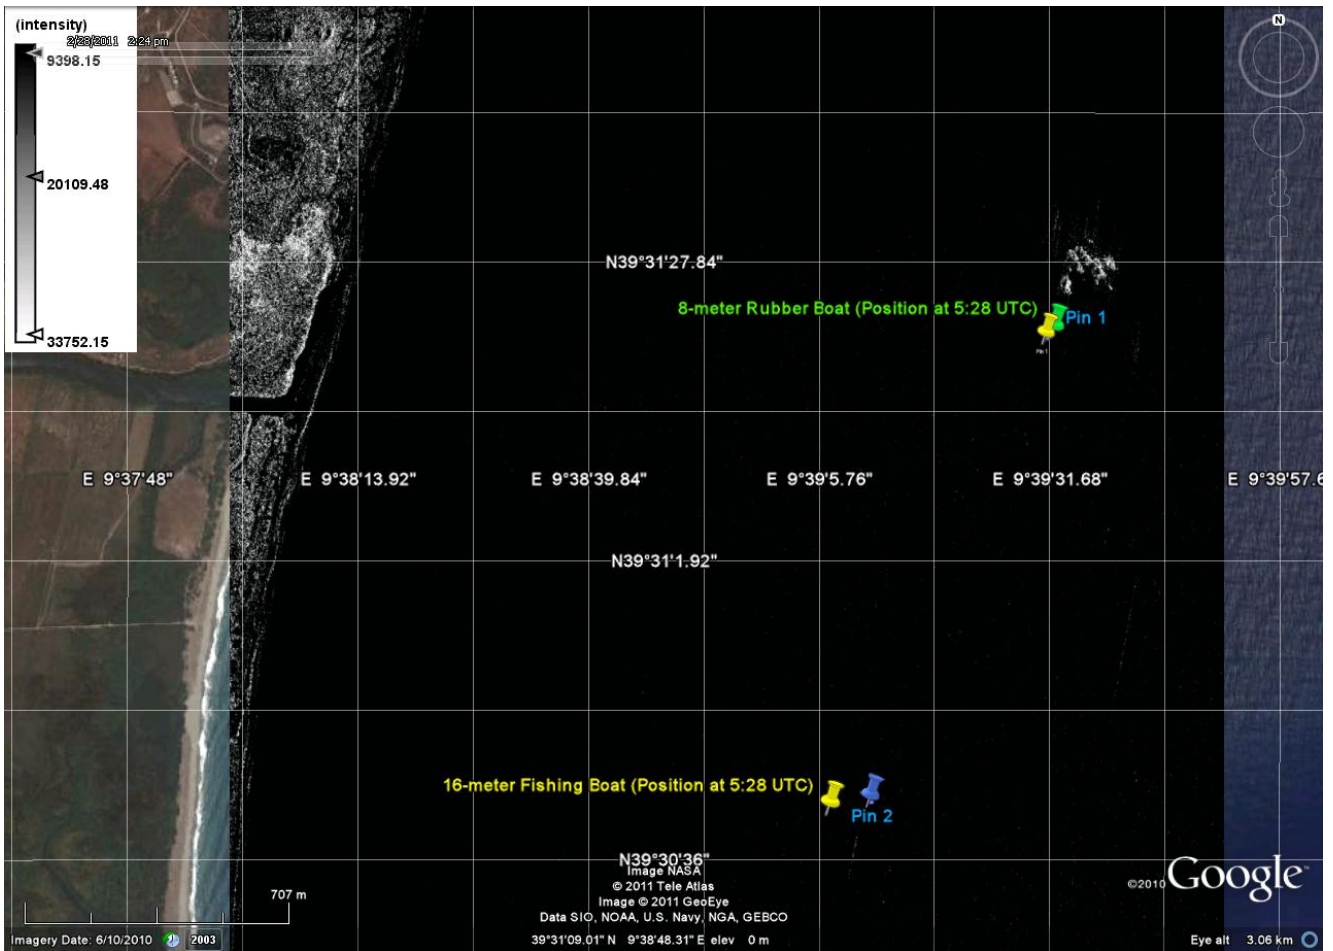 (intensity)
2/28/2011 2:24 pm
9398.15
20109.48
33752.15
N
N39°31'27.84"
8-meter Rubber Boat (Position at 5:28 UTC)
Pin 1
Pin 1
E 9°37'48"
E 9°38'13.92"
E 9°38'39.84"
E 9°39'5.76"
E 9°39'31.68"
E 9°39'57.6
N39°31'1.92"
16-meter Fishing Boat (Position at 5:28 UTC)
Pin 2
N39°30'36"
Image NASA
© 2011 Tele Atlas
Image © 2011 GeoEye
Data SIO, NOAA, U.S. Navy, NGA, GEBCO
©2010 Google
707 m
Imagery Date: 6/10/2010
2003
39°31'09.01" N 9°38'48.31" E elev 0 m
Eye alt 3.06 km